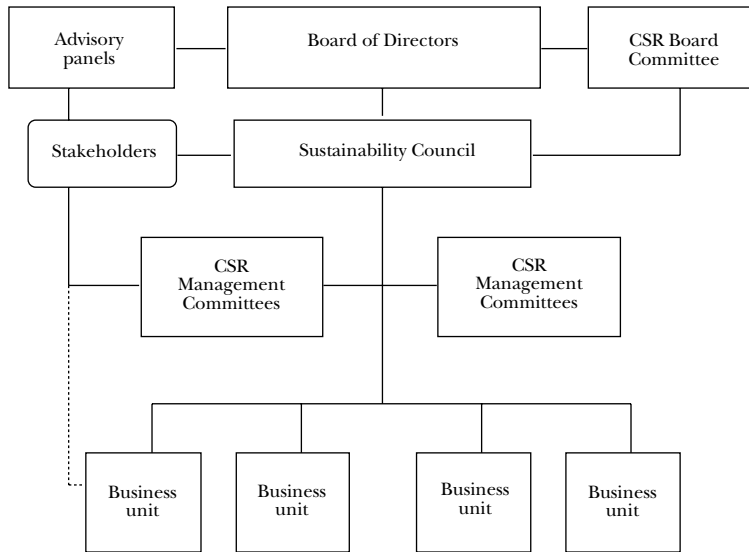 Advisory
panels
Board of Directors
CSR Board
Committee
Stakeholders
Sustainability Council
CSR
Management
Committees
CSR
Management
Committees
Business
unit
Business
unit
Business
unit
Business
unit